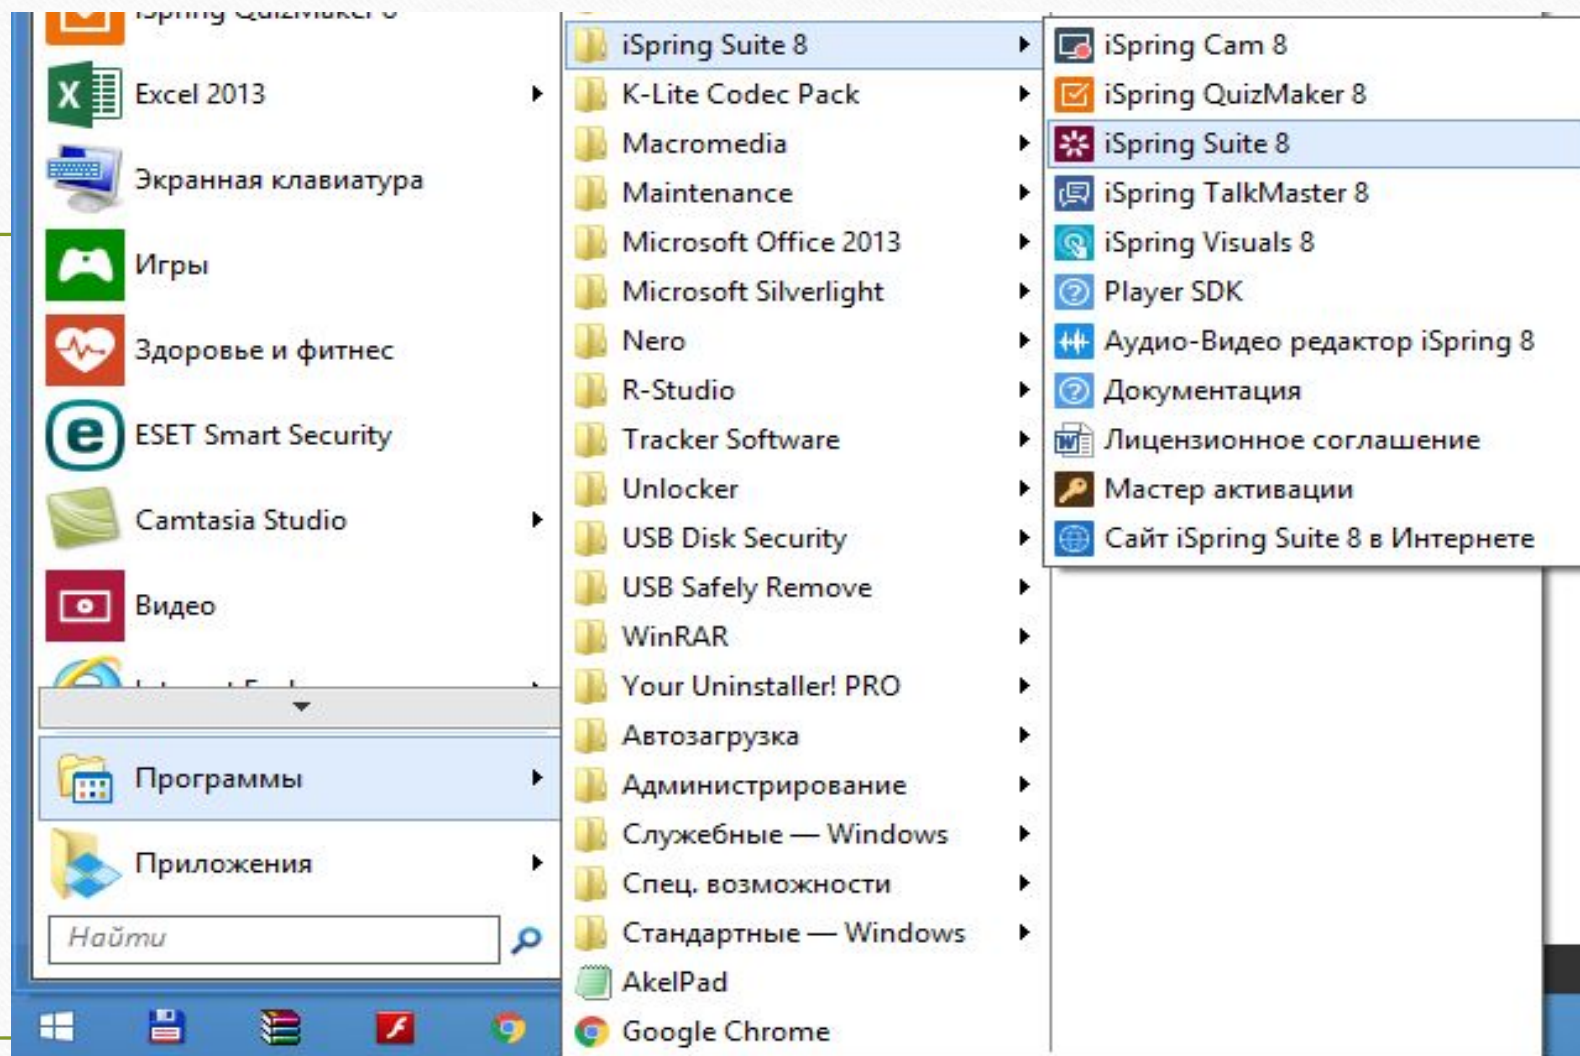 iSpring QuizMaker 8
Excel 2013
Экранная клавиатура
Игры
Здоровье и фитнес
ESET Smart Security
Camtasia Studio
Видео
Программы
Приложения
Найти
iSpring Suite 8
K-Lite Codec Pack
Macromedia
Maintenance
Microsoft Office 2013
Microsoft Silverlight
Nero
R-Studio
Tracker Software
Unlocker
USB Disk Security
USB Safely Remove
WinRAR
Your Uninstaller! PRO
Автозагрузка
Администрирование
Служебные — Windows
Спец. возможности
Стандартные — Windows
AkelPad
Google Chrome
iSpring Cam 8
iSpring QuizMaker 8
iSpring Suite 8
iSpring TalkMaster 8
iSpring Visuals 8
Player SDK
Аудио-Видео редактор iSpring 8
Документация
Лицензионное соглашение
Мастер активации
Сайт iSpring Suite 8 в Интернете